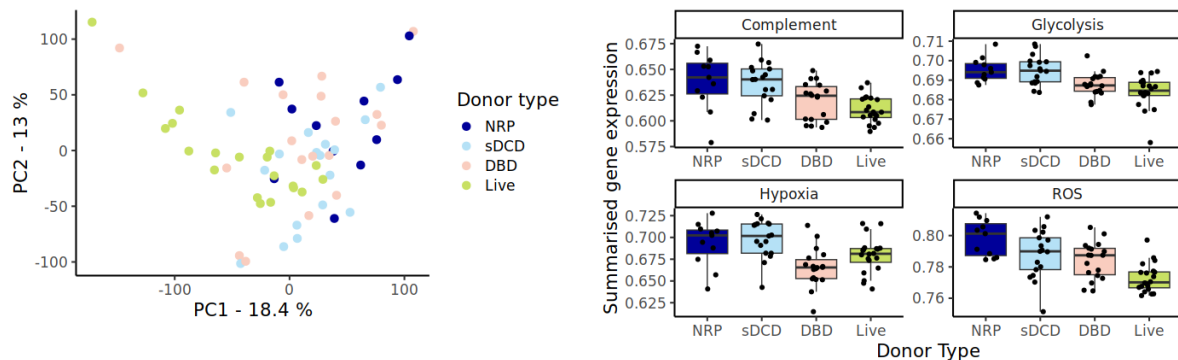 100
50
0
-50
-100
PC2 - 13 %
-100
0
100
PC1 - 18.4 %
Donor type
NRP
sDCD
DBD
Live
Summarised gene expression
Complement
0.675
0.650
0.625
0.600
0.575
NRP sDCD DBD Live
Glycolysis
0.71
0.70
0.69
0.68
0.67
0.66
NRP sDCD DBD Live
Hypoxia
0.725
0.700
0.675
0.650
0.625
NRP sDCD DBD Live
ROS
0.80
0.78
0.76
NRP sDCD DBD Live
Donor Type